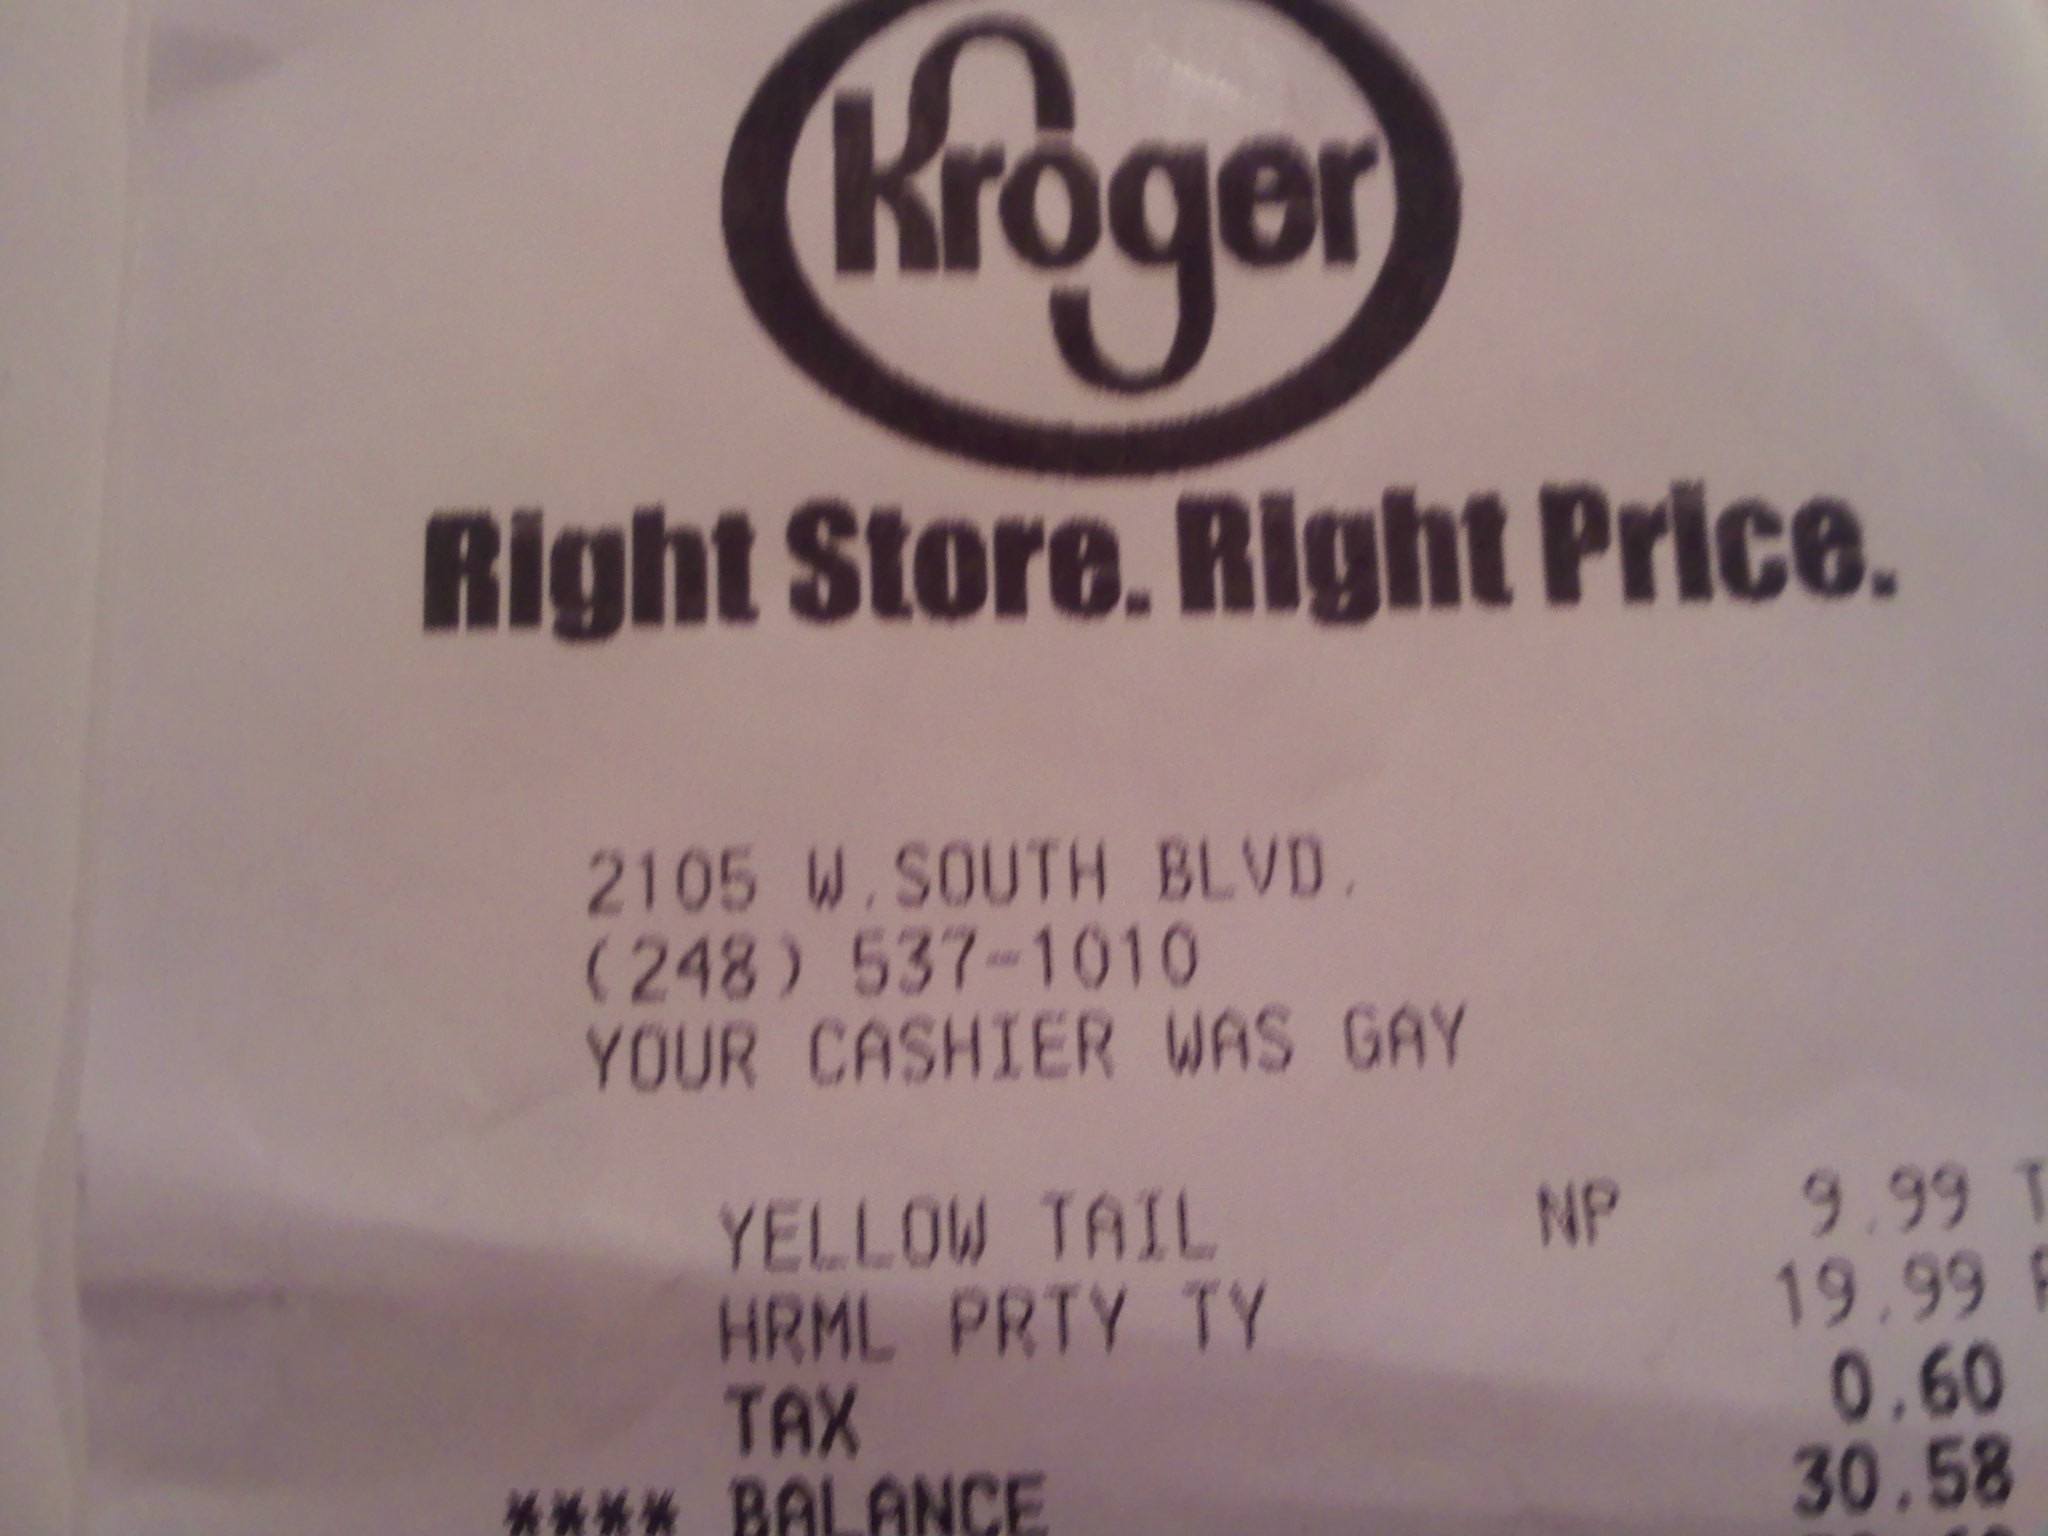 Kroger
Right Store. Right Price.
2105 W.SOUTH BLVD.
(248) 537-1010
YOUR CASHIER WAS GAY
YELLOW TAIL NP 9.99 T
HRML PRTY TY 19.99
TAX 0.60
**** BALANCE 30.58